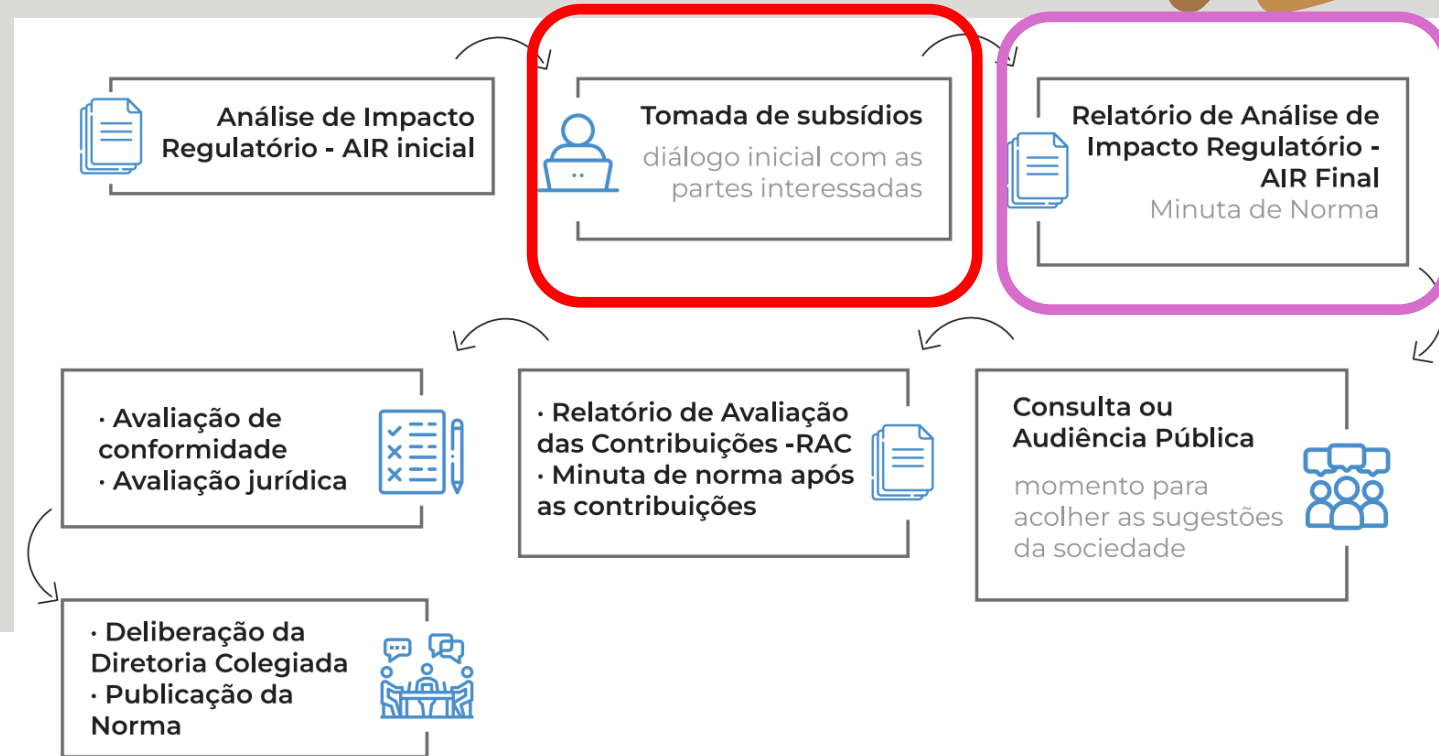 Análise de Impacto
Regulatório - AIR inicial
Tomada de subsídios
diálogo inicial com as
partes interessadas
Relatório de Análise de
Impacto Regulatório -
AIR Final
Minuta de Norma
Consulta ou
Audiência Pública
momento para
acolher as sugestões
da sociedade
· Relatório de Avaliação
das Contribuições -RAC
· Minuta de norma após
as contribuições
· Avaliação de
conformidade
· Avaliação jurídica
· Deliberação da
Diretoria Colegiada
· Publicação da
Norma